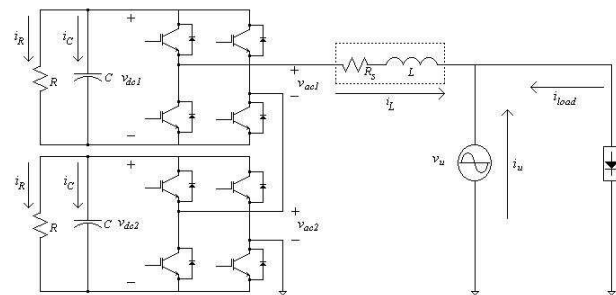 +
i_R
i_C
R
C
v_dc1
−
+
v_ac1
−
R_S
L
i_L
i_load
v_u
i_u
+
i_R
i_C
R
C
v_dc2
−
+
v_ac2
−